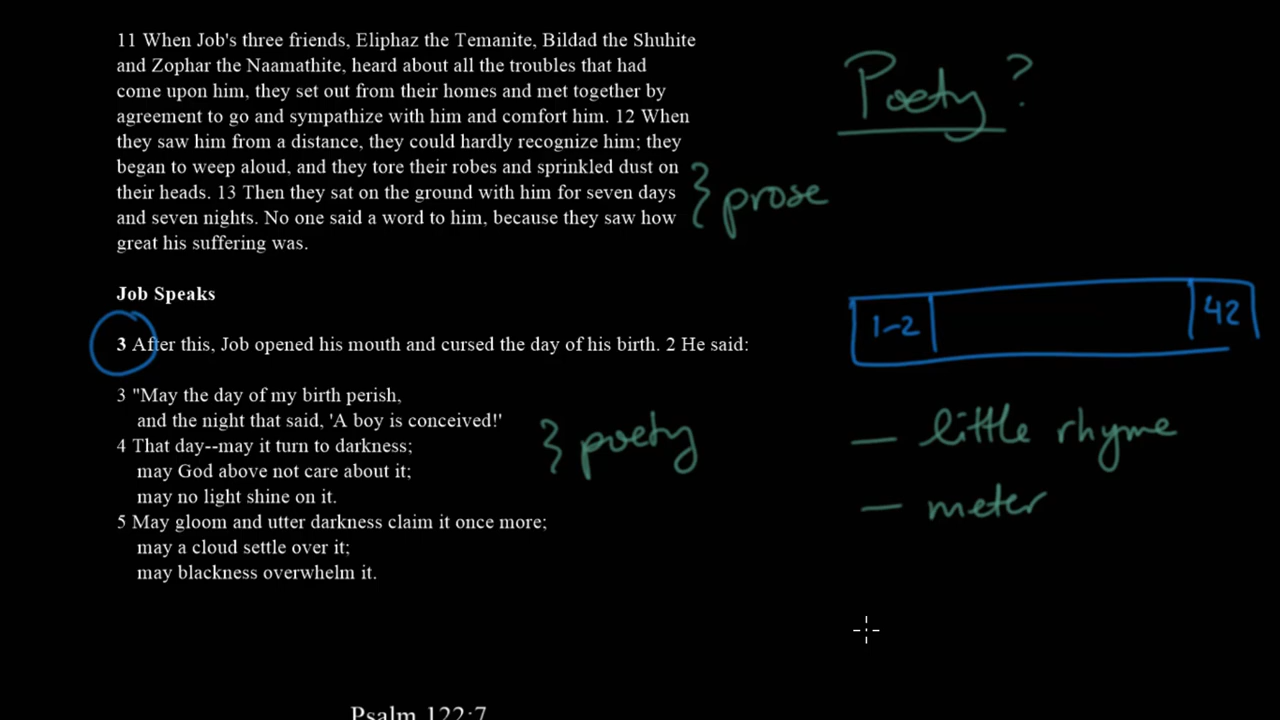 11 When Job's three friends, Eliphaz the Temanite, Bildad the Shuhite
and Zophar the Naamathite, heard about all the troubles that had
come upon him, they set out from their homes and met together by
agreement to go and sympathize with him and comfort him. 12 When
they saw him from a distance, they could hardly recognize him; they
began to weep aloud, and they tore their robes and sprinkled dust on
their heads. 13 Then they sat on the ground with him for seven days
and seven nights. No one said a word to him, because they saw how
great his suffering was.
} prose
Job Speaks
3 After this, Job opened his mouth and cursed the day of his birth. 2 He said:
3 "May the day of my birth perish,
and the night that said, 'A boy is conceived!'
4 That day--may it turn to darkness;
may God above not care about it;
may no light shine on it.
5 May gloom and utter darkness claim it once more;
may a cloud settle over it;
may blackness overwhelm it.
} poety
Poety?
1-2
42
— little rhyme
— meter
Psalm 122:7